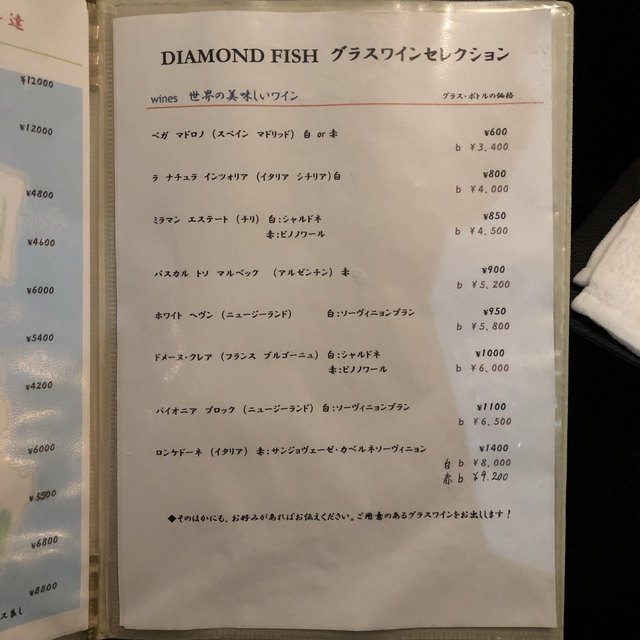 達
¥12000
¥12000
¥4800
¥4600
¥6000
¥5400
¥4200
¥6000
¥5500
¥6800
¥8800
DIAMOND FISH グラスワインセレクション
wines 世界の美味しいワイン グラス・ボトルの価格
ベガ マドロノ (スペイン マドリッド) 白 or 赤 ¥600
b ¥3,400
ラ ナチュラ インツォリア (イタリア シチリア)白 ¥800
b ¥4,000
ミラマン エステート (チリ) 白:シャルドネ ¥850
赤:ピノノワール b ¥4,500
パスカル トソ マルベック (アルゼンチン) 赤 ¥900
b ¥5,200
ホワイト ヘヴン (ニュージーランド) 白:ソーヴィニョンブラン ¥950
b ¥5,800
ドメーヌ・クレア (フランス ブルゴーニュ) 白:シャルドネ ¥1000
赤:ピノノワール b ¥6,000
パイオニア ブロック (ニュージーランド) 白:ソーヴィニョンブラン ¥1100
b ¥6,500
ロンケドーネ (イタリア) 赤:サンジョヴェーゼ・カベルネソーヴィニョン ¥1400
白 b ¥8,000
赤 b ¥9,200
◆そのほかにも、お好みがあればお伝えください。ご用意のあるグラスワインをお出しします！